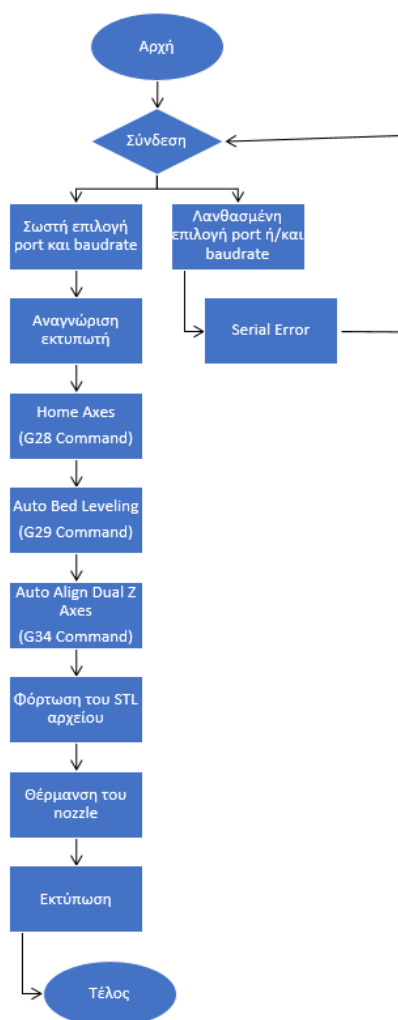 Αρχή
Σύνδεση
Σωστή επιλογή
port και baudrate
Λανθασμένη
επιλογή port ή/και
baudrate
Αναγνώριση
εκτυπωτή
Serial Error
Home Axes
(G28 Command)
Auto Bed Leveling
(G29 Command)
Auto Align Dual Z
Axes
(G34 Command)
Φόρτωση του STL
αρχείου
Θέρμανση του
nozzle
Εκτύπωση
Τέλος